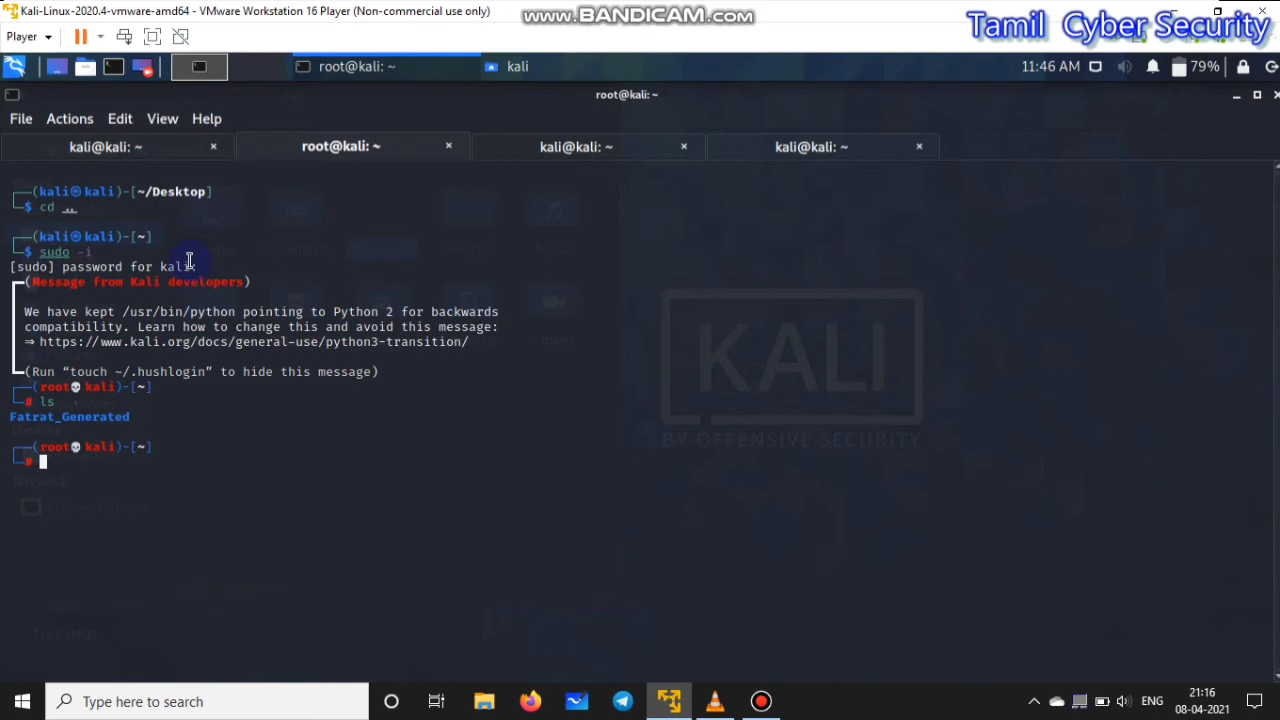 Kali-Linux-2020.4-vmware-amd64 - VMware Workstation 16 Player (Non-commercial use only)
www.BANDICAM.com
Tamil Cyber Security
Player
root@kali: ~
kali
11:46 AM
79%
root@kali:~
File Actions Edit View Help
kali@kali: ~ ×
root@kali: ~ ×
kali@kali: ~ ×
kali@kali: ~ ×
┌──(kali㉿kali)-[~/Desktop]
└─$ cd ..
┌──(kali㉿kali)-[~]
└─$ sudo -i
[sudo] password for kali:
┏━(Message from Kali developers)
┃ We have kept /usr/bin/python pointing to Python 2 for backwards
┃ compatibility. Learn how to change this and avoid this message:
┃ ⇒ https://www.kali.org/docs/general-use/python3-transition/
┗━(Run “touch ~/.hushlogin” to hide this message)
┌──(root💀kali)-[~]
└─# ls
Fatrat_Generated
┌──(root💀kali)-[~]
└─#
KALI
BY OFFENSIVE SECURITY
TheFatRat
Type here to search
ENG
21:16
08-04-2021